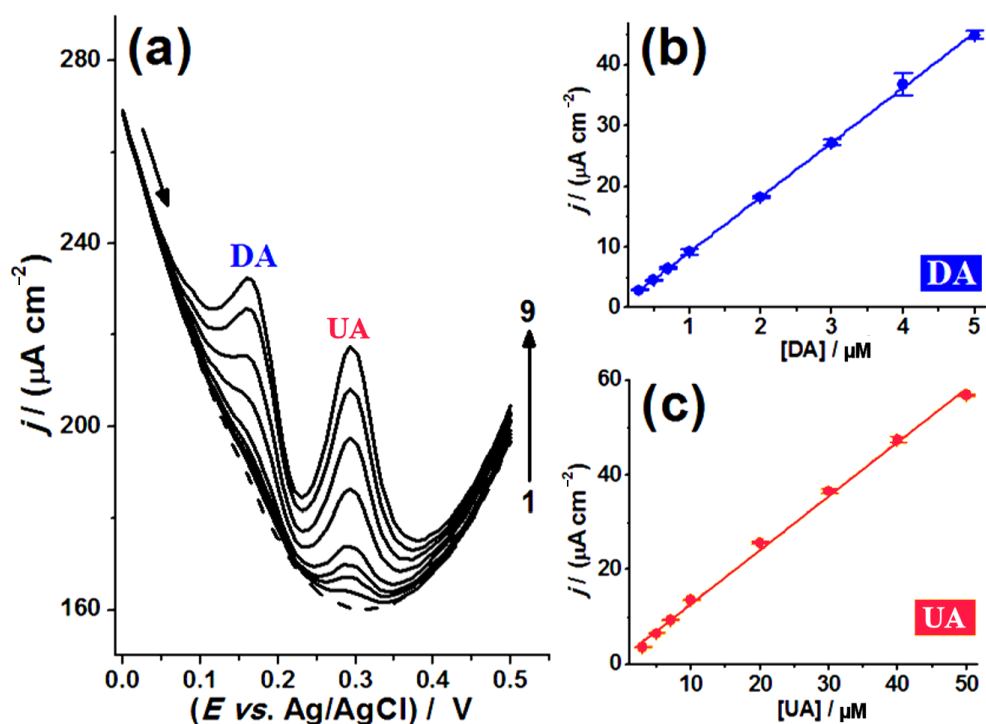 (a)
280
240
200
160
j / (µA cm⁻²)
DA
UA
9
1
0.0 0.1 0.2 0.3 0.4 0.5
(E vs. Ag/AgCl) / V
(b)
40
30
20
10
0
j / (µA cm⁻²)
DA
1 2 3 4 5
[DA] / µM
(c)
60
40
20
0
j / (µA cm⁻²)
UA
10 20 30 40 50
[UA] / µM